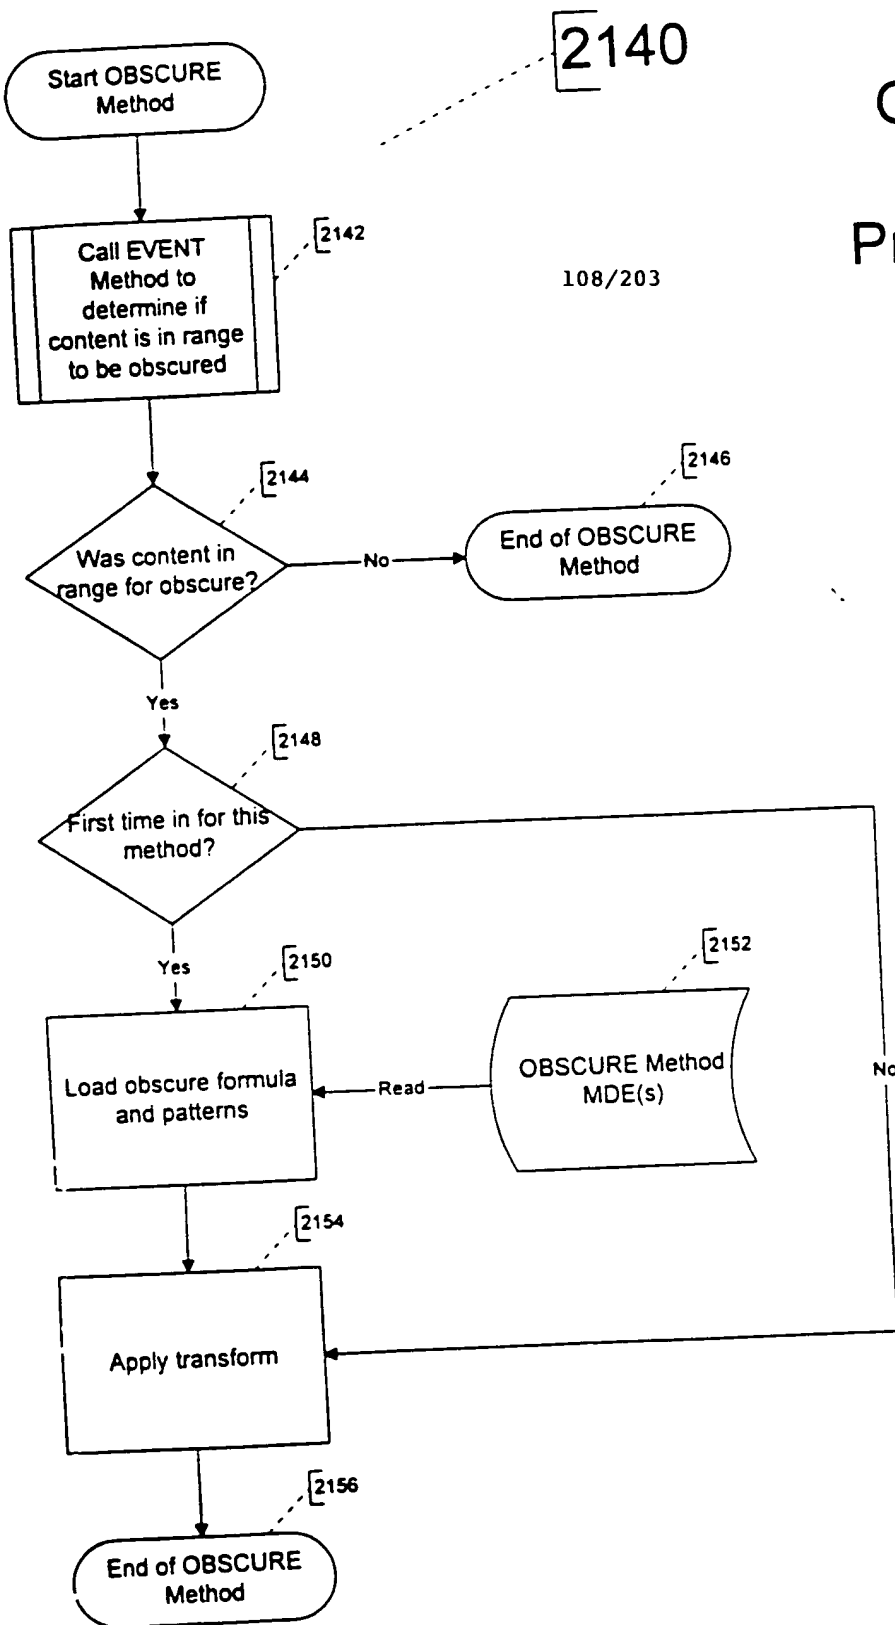 2140
Start OBSCURE
Method
2142
Call EVENT
Method to
determine if
content is in range
to be obscured
108/203
2144
2146
Was content in
range for obscure?
No
End of OBSCURE
Method
Yes
2148
First time in for this
method?
Yes
2150
2152
Load obscure formula
and patterns
Read
OBSCURE Method
MDE(s)
No
2154
Apply transform
2156
End of OBSCURE
Method